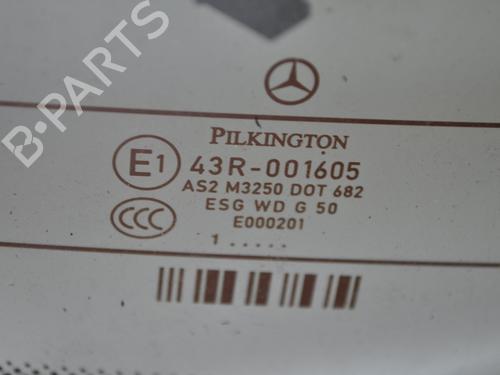 B-PARTS
PILKINGTON
E1 43R-001605
AS2 M3250 DOT 682
CCC ESG WD G 50
E000201
1 .....